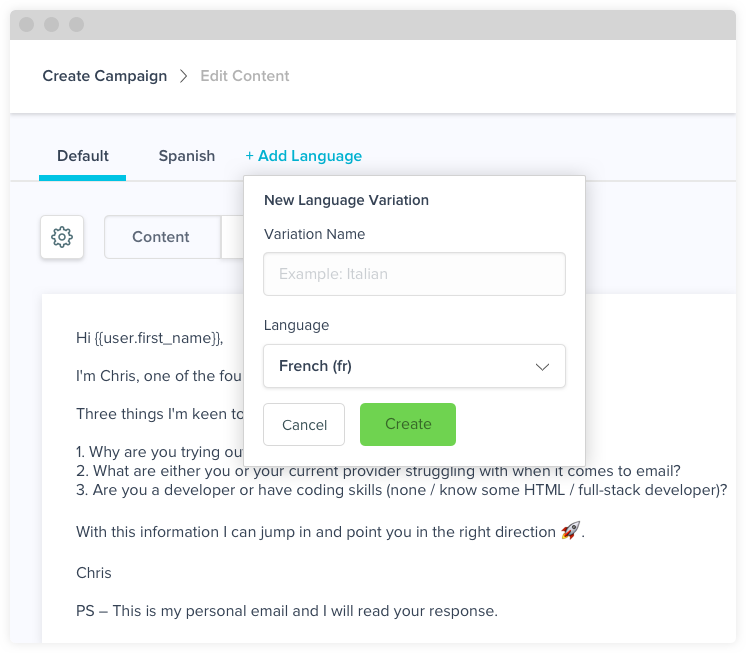 Create Campaign > Edit Content
Default Spanish + Add Language
New Language Variation
Variation Name
Example: Italian
Language
French (fr)
Cancel Create
Content
Hi {{user.first_name}},
I'm Chris, one of the fou
Three things I'm keen to
1. Why are you trying ou
2. What are either you or your current provider struggling with when it comes to email?
3. Are you a developer or have coding skills (none / know some HTML / full-stack developer)?
With this information I can jump in and point you in the right direction 🚀.
Chris
PS – This is my personal email and I will read your response.